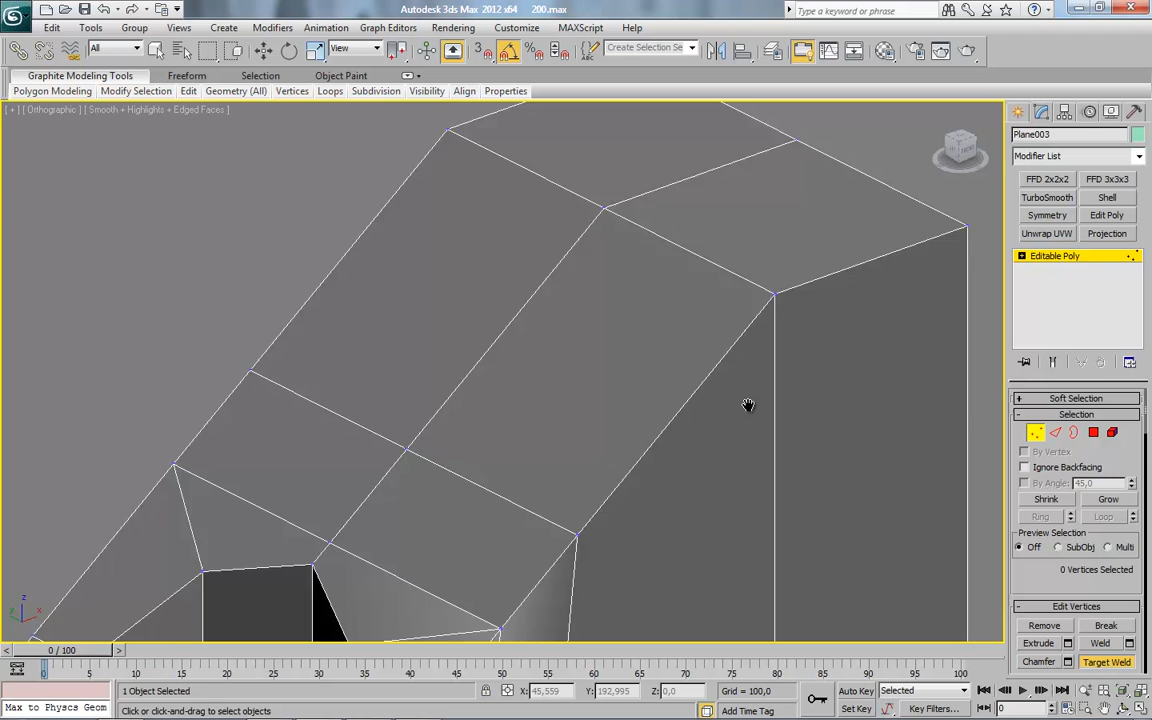 Autodesk 3ds Max 2012 x64   200.max
Type a keyword or phrase
Edit Tools Group Views Create Modifiers Animation Graph Editors Rendering Customize MAXScript Help
All View 3 Create Selection Se
Graphite Modeling Tools Freeform Selection Object Paint
Polygon Modeling Modify Selection Edit Geometry (All) Vertices Loops Subdivision Visibility Align Properties
[ + ] [ Orthographic ] [ Smooth + Highlights + Edged Faces ]
Plane003
Modifier List
FFD 2x2x2 FFD 3x3x3
TurboSmooth Shell
Symmetry Edit Poly
Unwrap UVW Projection
Editable Poly
+ Soft Selection
- Selection
By Vertex
Ignore Backfacing
By Angle: 45,0
Shrink Grow
Ring Loop
Preview Selection
Off SubObj Multi
0 Vertices Selected
- Edit Vertices
Remove Break
Extrude Weld
Chamfer Target Weld
z
x
y
< 0 / 100 >
0 5 10 15 20 25 30 35 40 45 50 55 60 65 70 75 80 85 90 95 100
1 Object Selected X: 45,559 Y: 192,995 Z: 0,0 Grid = 100,0 Auto Key Selected
Max to Physcs Geom Click or click-and-drag to select objects Add Time Tag Set Key Key Filters... 0